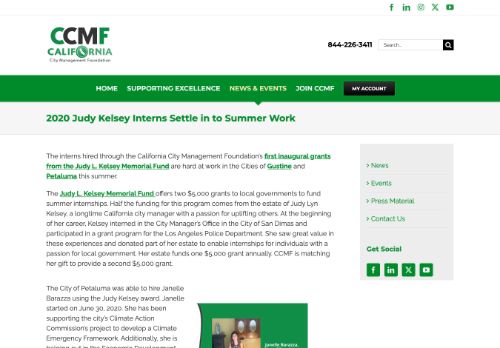 CCMF
CALIFORNIA
City Management Foundation
844-226-3411
Search...
HOME SUPPORTING EXCELLENCE NEWS & EVENTS JOIN CCMF MY ACCOUNT
2020 Judy Kelsey Interns Settle in to Summer Work
The interns hired through the California City Management Foundation's first inaugural grants
from the Judy L. Kelsey Memorial Fund are hard at work in the Cities of Gustine and
Petaluma this summer.
The Judy L. Kelsey Memorial Fund offers two $5,000 grants to local governments to fund
summer internships. Half the funding for this program comes from the estate of Judy Lyn
Kelsey, a longtime California city manager with a passion for uplifting others. At the beginning
of her career, Kelsey interned in the City Manager's Office in the City of San Dimas and
participated in a grant program for the Los Angeles Police Department. She saw great value in
these experiences and donated part of her estate to enable internships for individuals with a
passion for local government. Her estate funds one $5,000 grant annually. CCMF is matching
her gift to provide a second $5,000 grant.
The City of Petaluma was able to hire Janelle
Barazza using the Judy Kelsey award. Janelle
started on June 30, 2020. She has been
supporting the city's Climate Action
Commission's project to develop a Climate
Emergency Framework. Additionally, she is
Janelle Barazza,
> News
> Events
> Press Material
> Contact Us
Get Social